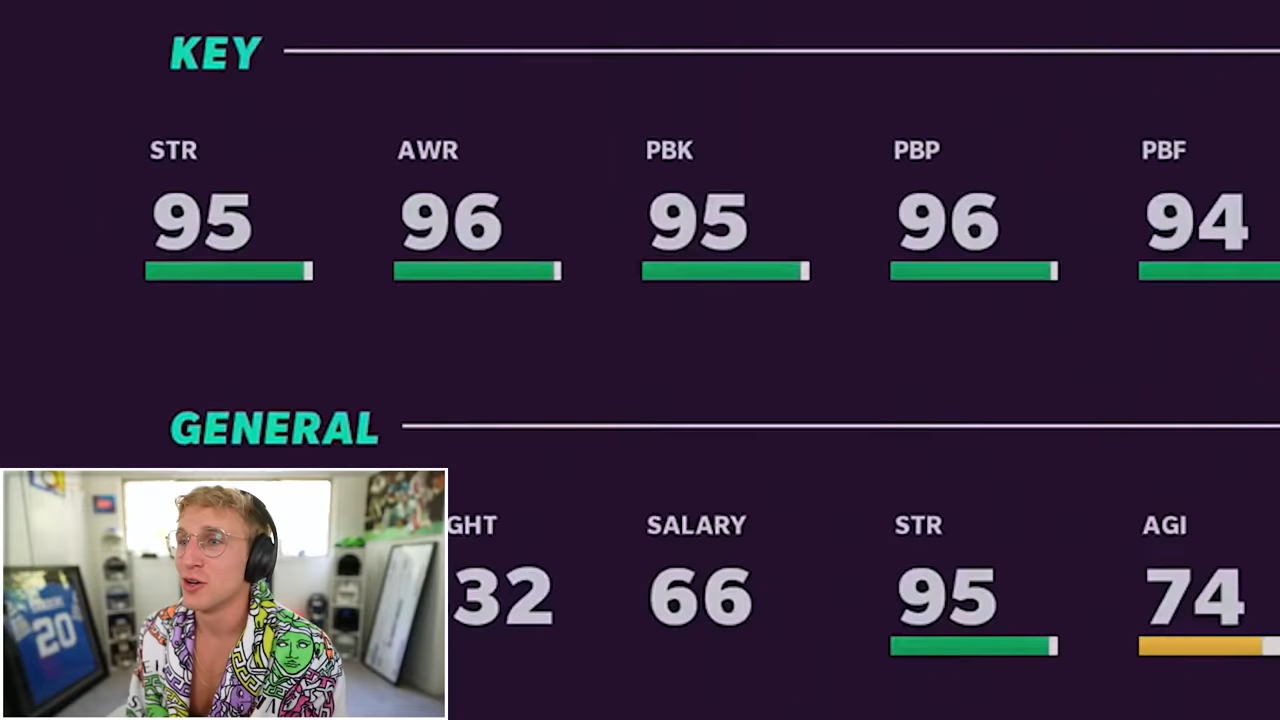 KEY
STR AWR PBK PBP PBF
95 96 95 96 94
GENERAL
GHT SALARY STR AGI
32 66 95 74
20